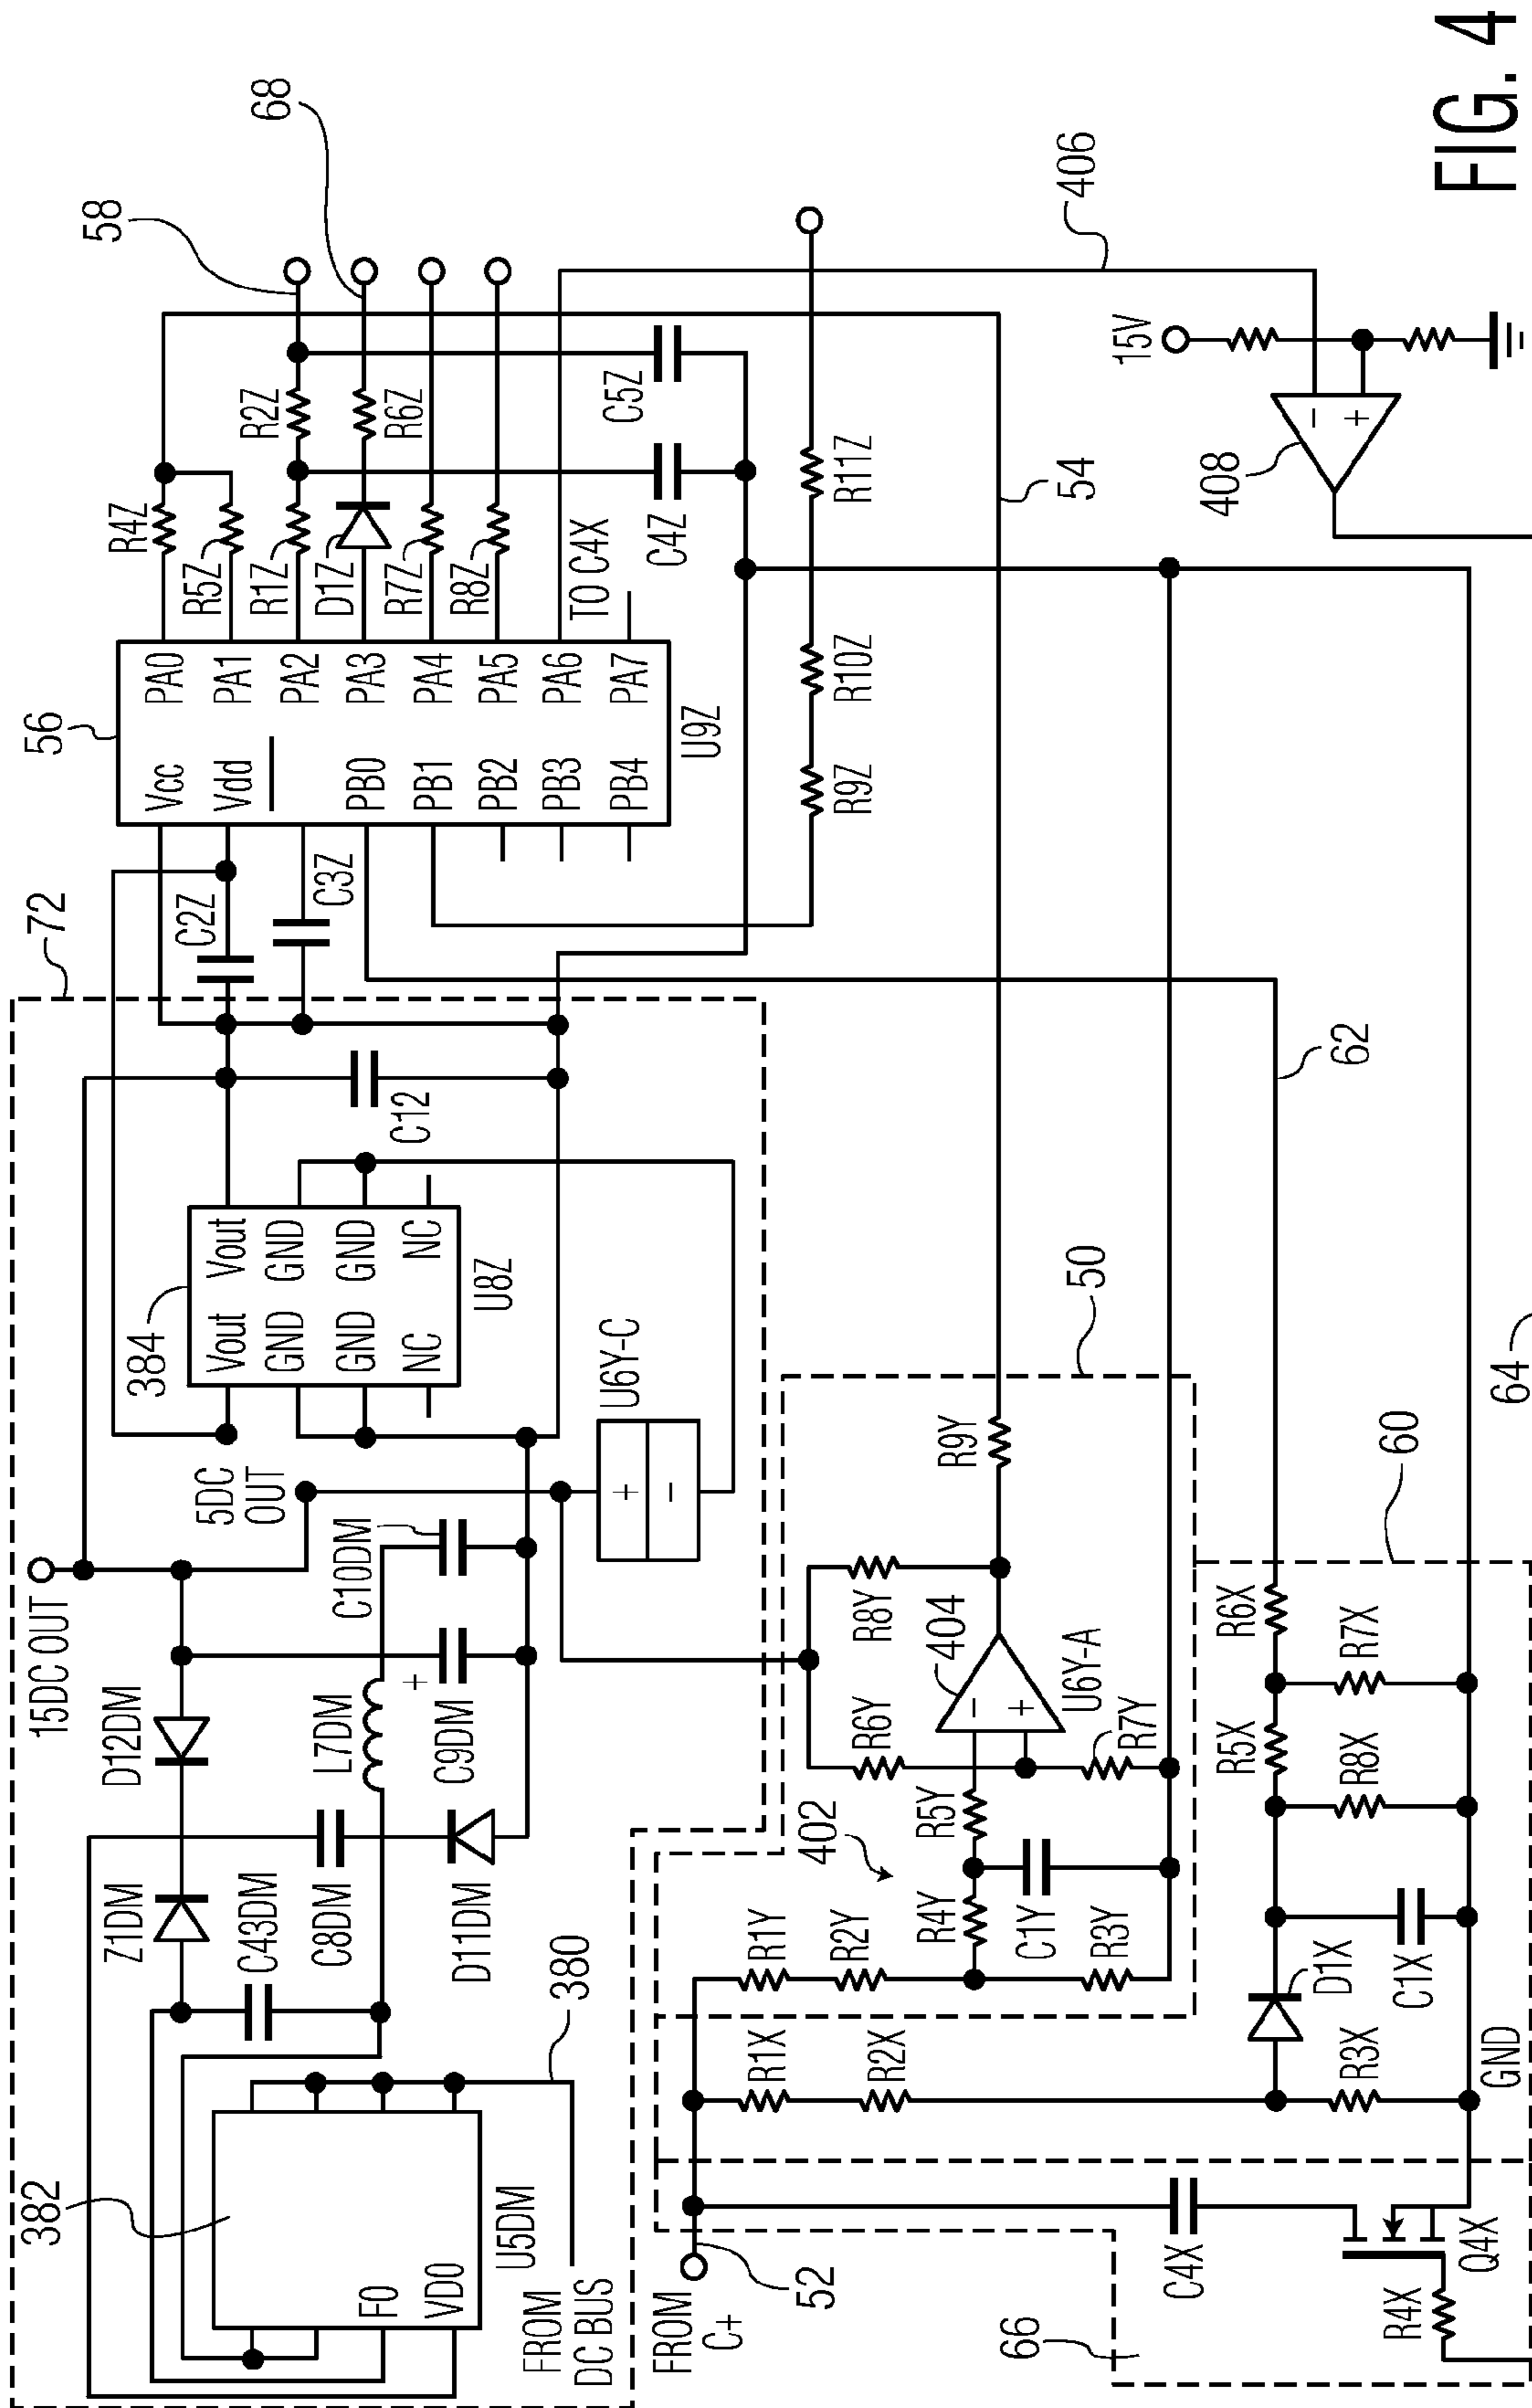 FIG. 4
72
15DC OUT
56
58
68
382
Z1DM
D12DM
5DC
OUT
384
Vout
Vout
GND
GND
GND
GND
NC
NC
U8Z
C2Z
C3Z
Vcc
Vdd
PB0
PB1
PB2
PB3
PB4
PA0
PA1
PA2
PA3
PA4
PA5
PA6
PA7
U9Z
R4Z
R5Z
R1Z
D1Z
R7Z
R8Z
R2Z
R6Z
TO C4X
C4Z
C5Z
F0
VD0
U5DM
C43DM
C8DM
L7DM
C10DM
+
C9DM
D11DM
C12
U6Y-C
+
−
R9Z
R10Z
R11Z
FROM
DC BUS
380
FROM
C+
52
66
R1X
R2X
R1Y
R2Y
402
R4Y
R5Y
C1Y
R3Y
R6Y
R8Y
404
−
+
U6Y-A
R7Y
R9Y
50
54
406
15V
408
−
+
62
C4X
R4X
Q4X
D1X
R3X
C1X
GND
R5X
R6X
R8X
R7X
60
64